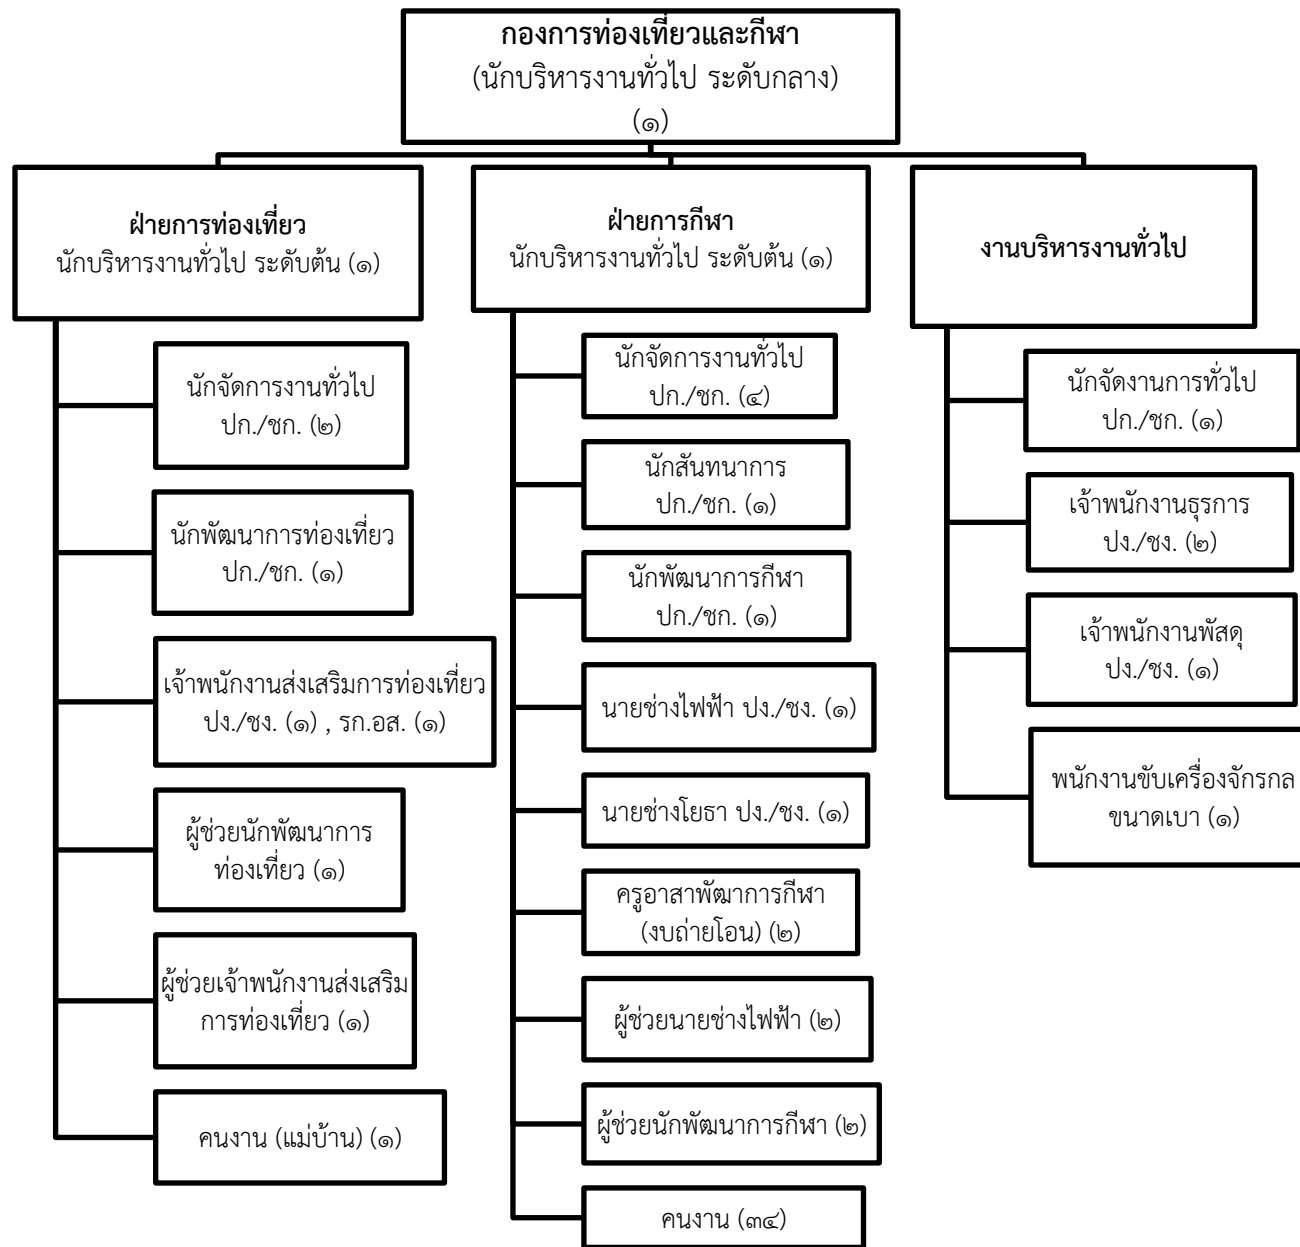 กองการท่องเที่ยวและกีฬา
(นักบริหารงานทั่วไป ระดับกลาง)
(๑)
ฝ่ายการท่องเที่ยว
นักบริหารงานทั่วไป ระดับต้น (๑)
นักจัดการงานทั่วไป
ปก./ชก. (๒)
นักพัฒนาการท่องเที่ยว
ปก./ชก. (๑)
เจ้าพนักงานส่งเสริมการท่องเที่ยว
ปง./ชง. (๑) , รก.อส. (๑)
ผู้ช่วยนักพัฒนาการ
ท่องเที่ยว (๑)
ผู้ช่วยเจ้าพนักงานส่งเสริม
การท่องเที่ยว (๑)
คนงาน (แม่บ้าน) (๑)
ฝ่ายการกีฬา
นักบริหารงานทั่วไป ระดับต้น (๑)
นักจัดการงานทั่วไป
ปก./ชก. (๔)
นักสันทนาการ
ปก./ชก. (๑)
นักพัฒนาการกีฬา
ปก./ชก. (๑)
นายช่างไฟฟ้า ปง./ชง. (๑)
นายช่างโยธา ปง./ชง. (๑)
ครูอาสาพัฒาการกีฬา
(งบถ่ายโอน) (๒)
ผู้ช่วยนายช่างไฟฟ้า (๒)
ผู้ช่วยนักพัฒนาการกีฬา (๒)
คนงาน (๓๔)
งานบริหารงานทั่วไป
นักจัดงานการทั่วไป
ปก./ชก. (๑)
เจ้าพนักงานธุรการ
ปง./ชง. (๒)
เจ้าพนักงานพัสดุ
ปง./ชง. (๑)
พนักงานขับเครื่องจักรกล
ขนาดเบา (๑)